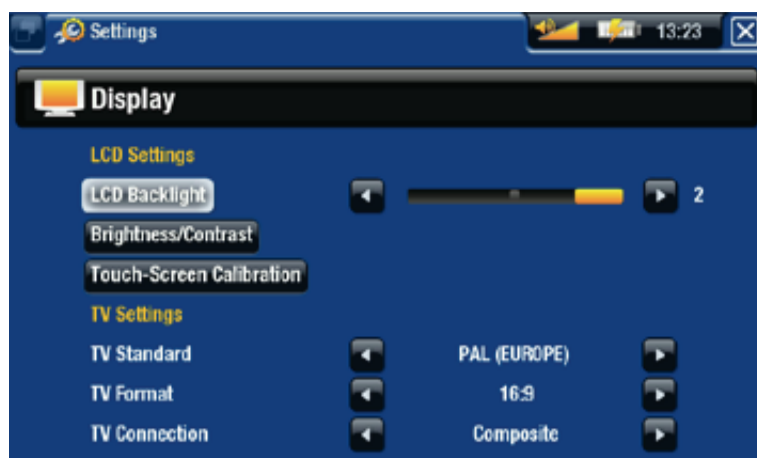 Settings 13:23
Display
LCD Settings
LCD Backlight 2
Brightness/Contrast
Touch-Screen Calibration
TV Settings
TV Standard PAL (EUROPE)
TV Format 16:9
TV Connection Composite